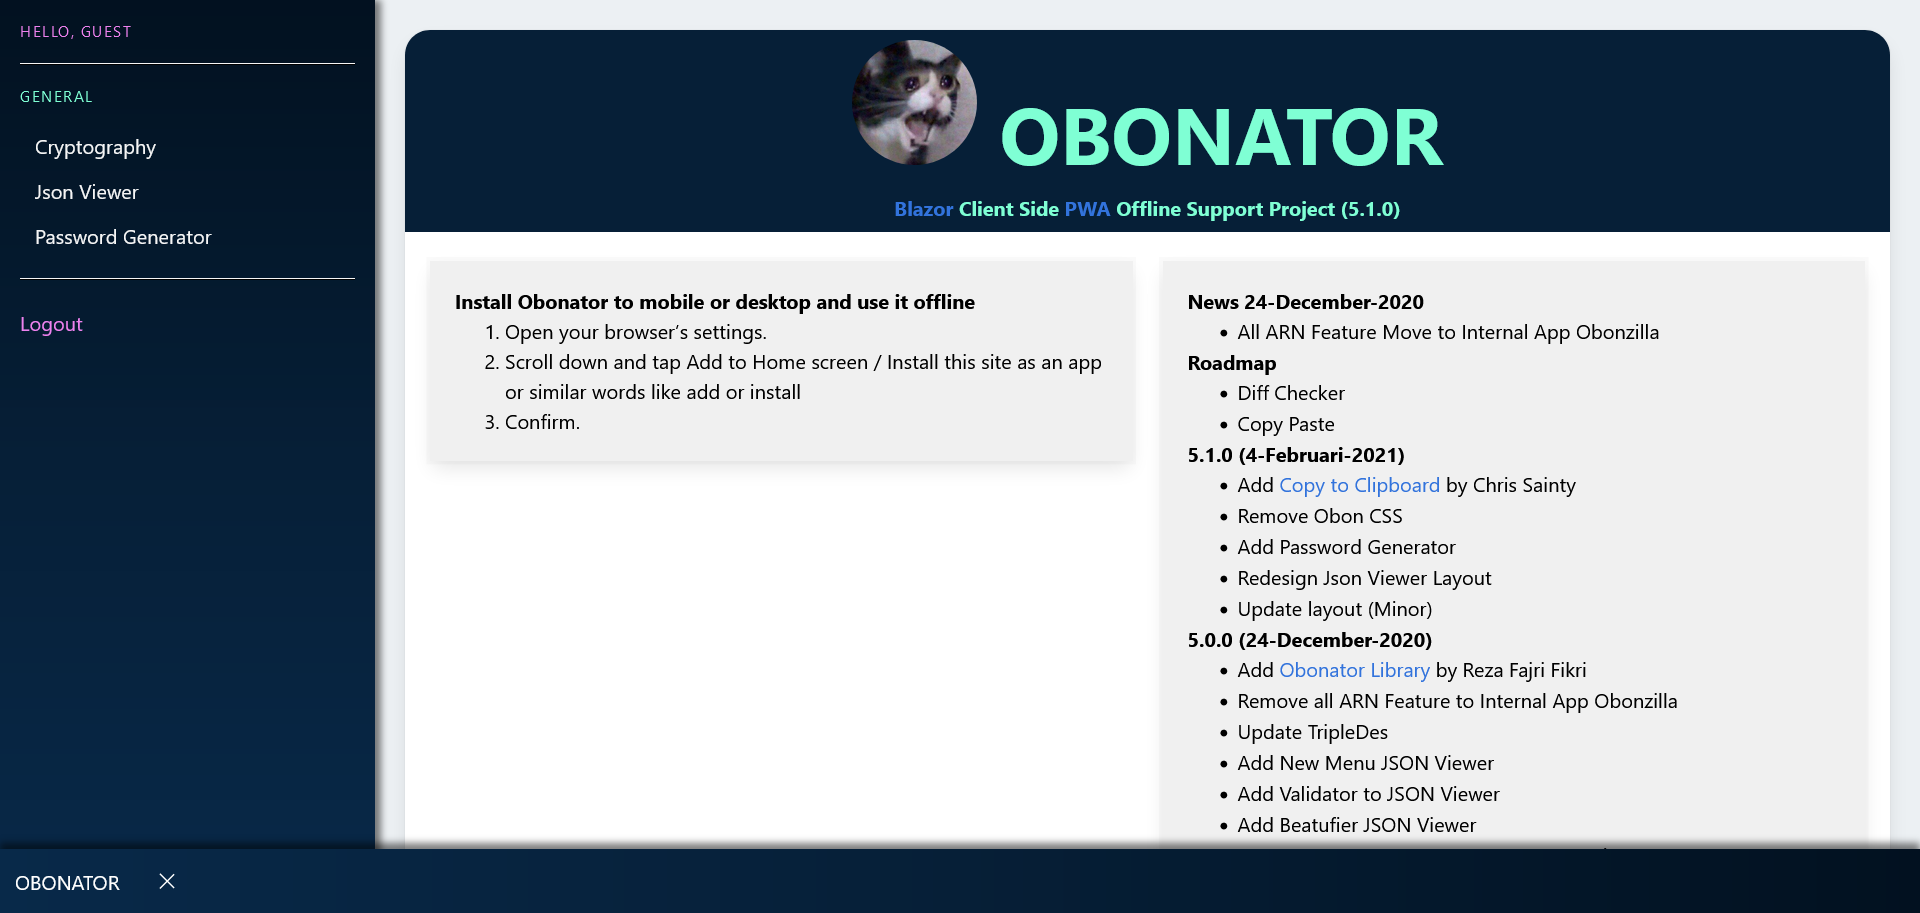 HELLO, GUEST
GENERAL
Cryptography
Json Viewer
Password Generator
Logout
OBONATOR
Blazor Client Side PWA Offline Support Project (5.1.0)
Install Obonator to mobile or desktop and use it offline
1. Open your browser’s settings.
2. Scroll down and tap Add to Home screen / Install this site as an app
or similar words like add or install
3. Confirm.
News 24-December-2020
• All ARN Feature Move to Internal App Obonzilla
Roadmap
• Diff Checker
• Copy Paste
5.1.0 (4-Februari-2021)
• Add Copy to Clipboard by Chris Sainty
• Remove Obon CSS
• Add Password Generator
• Redesign Json Viewer Layout
• Update layout (Minor)
5.0.0 (24-December-2020)
• Add Obonator Library by Reza Fajri Fikri
• Remove all ARN Feature to Internal App Obonzilla
• Update TripleDes
• Add New Menu JSON Viewer
• Add Validator to JSON Viewer
• Add Beatufier JSON Viewer
OBONATOR